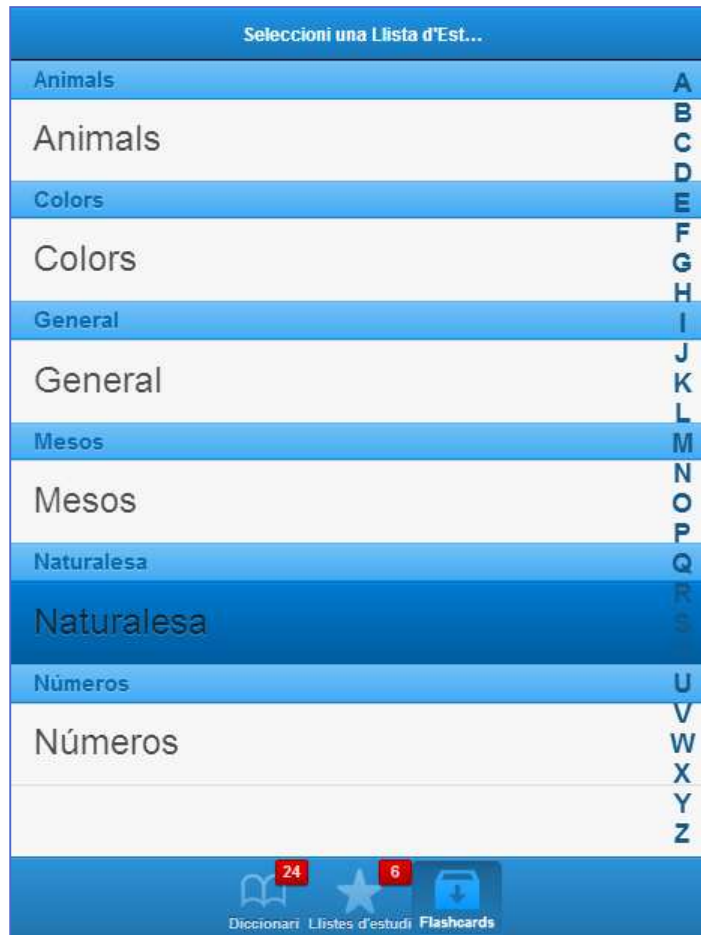 Seleccioni una Llista d'Est...
Animals
Animals
Colors
Colors
General
General
Mesos
Mesos
Naturalesa
Naturalesa
Números
Números
A
B
C
D
E
F
G
H
I
J
K
L
M
N
O
P
Q
R
S
U
V
W
X
Y
Z
24
6
Diccionari Llistes d'estudi Flashcards